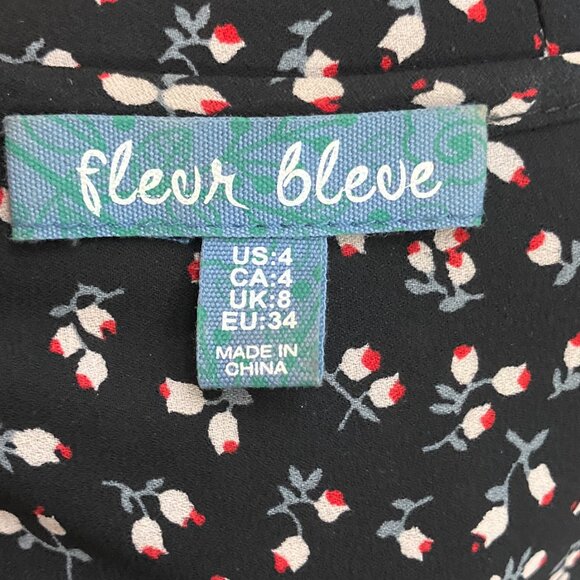 fleur bleue
US:4
CA:4
UK:8
EU:34
MADE IN
CHINA